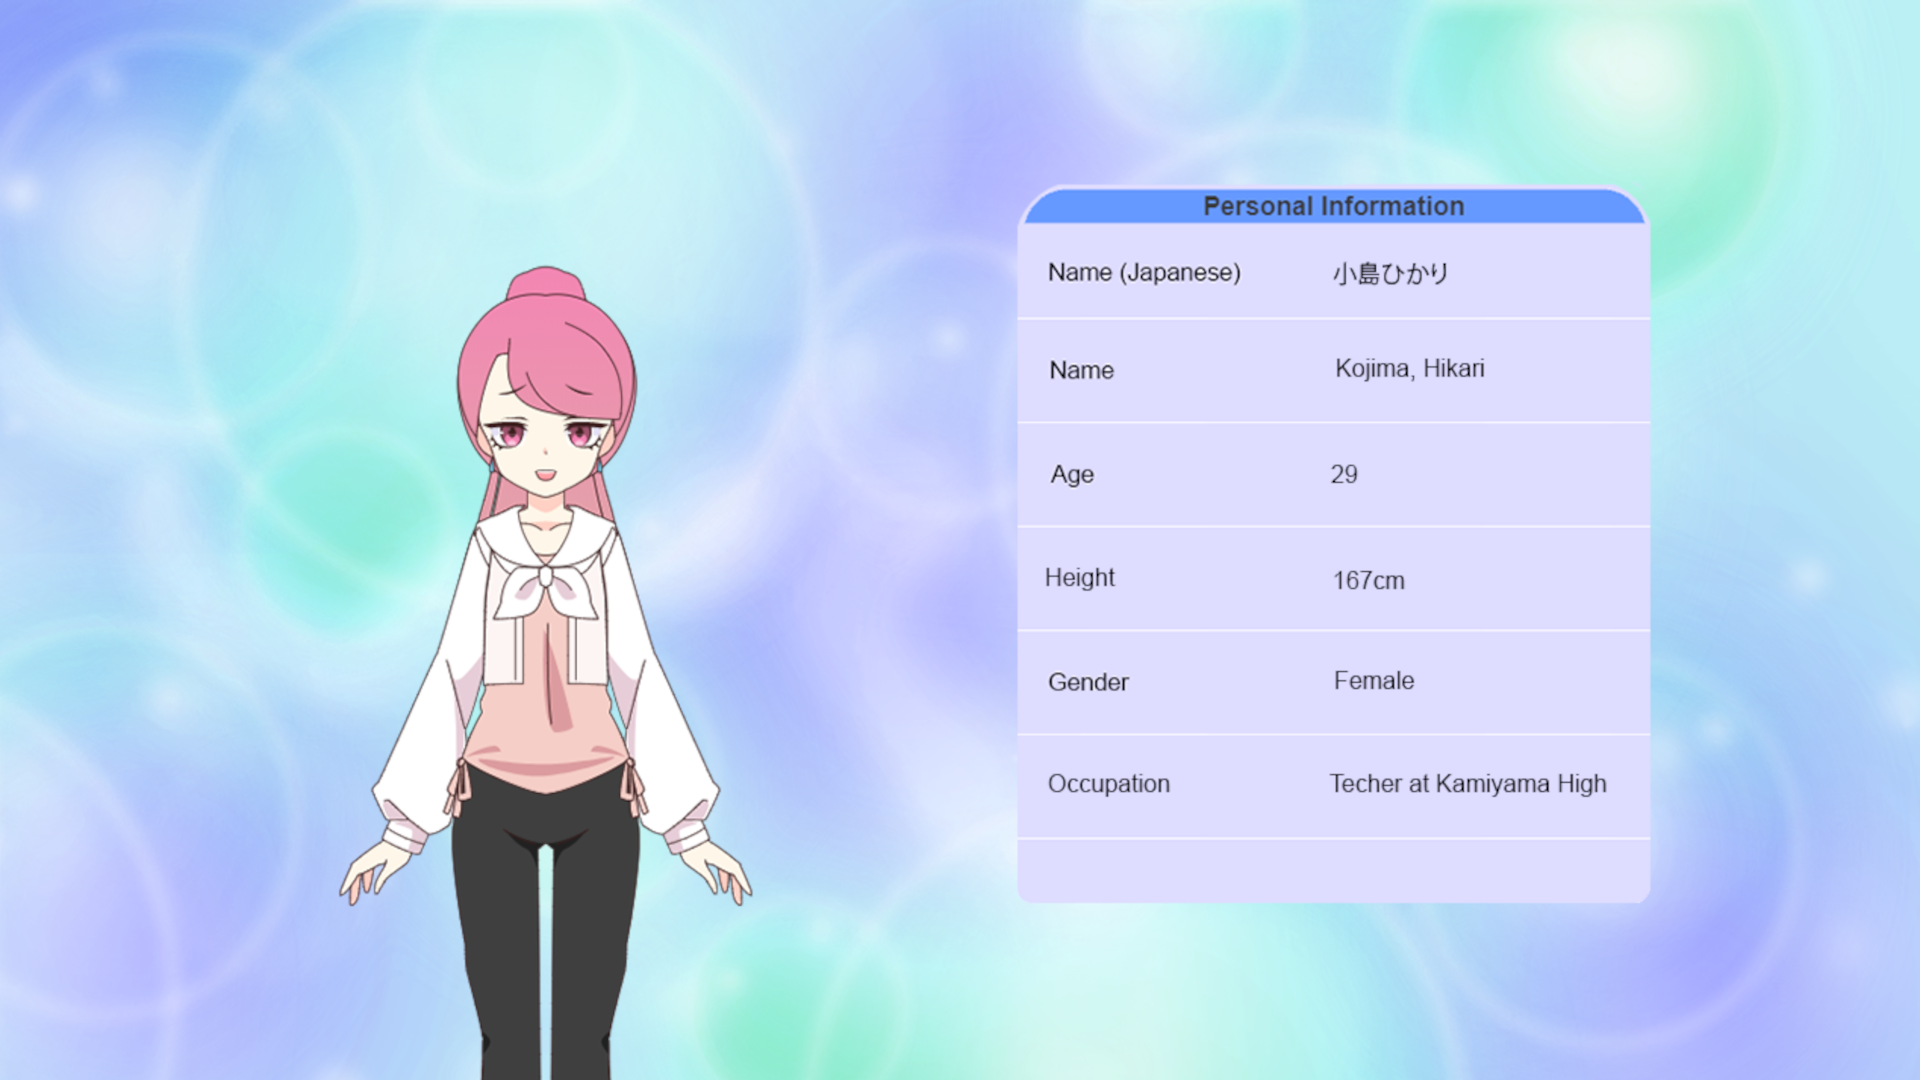 Personal Information
Name (Japanese) 小島ひかり
Name Kojima, Hikari
Age 29
Height 167cm
Gender Female
Occupation Techer at Kamiyama High